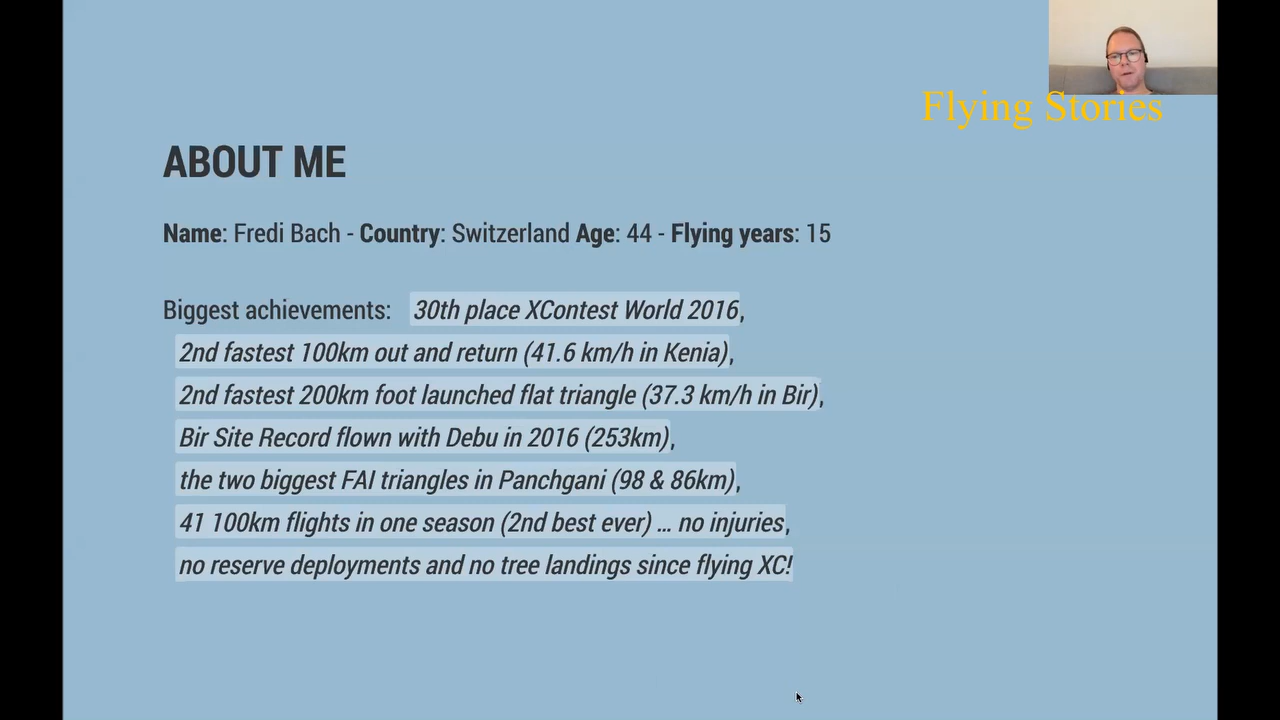 Flying Stories
ABOUT ME
Name: Fredi Bach - Country: Switzerland Age: 44 - Flying years: 15
Biggest achievements: 30th place XContest World 2016,
2nd fastest 100km out and return (41.6 km/h in Kenia),
2nd fastest 200km foot launched flat triangle (37.3 km/h in Bir),
Bir Site Record flown with Debu in 2016 (253km),
the two biggest FAI triangles in Panchgani (98 & 86km),
41 100km flights in one season (2nd best ever) ... no injuries,
no reserve deployments and no tree landings since flying XC!